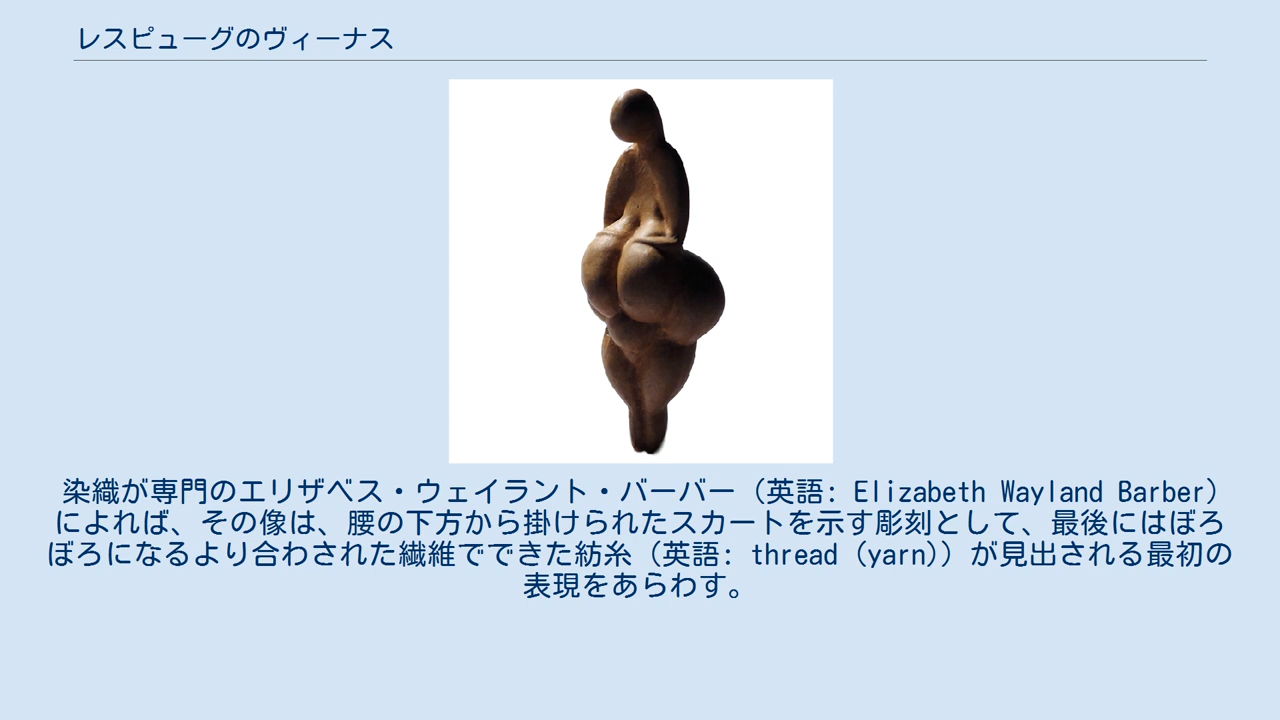 レスピューグのヴィーナス
染織が専門のエリザベス・ウェイラント・バーバー（英語: Elizabeth Wayland Barber）
によれば、その像は、腰の下方から掛けられたスカートを示す彫刻として、最後にはぼろ
ぼろになるより合わされた繊維でできた紡糸（英語: thread（yarn））が見出される最初の
表現をあらわす。